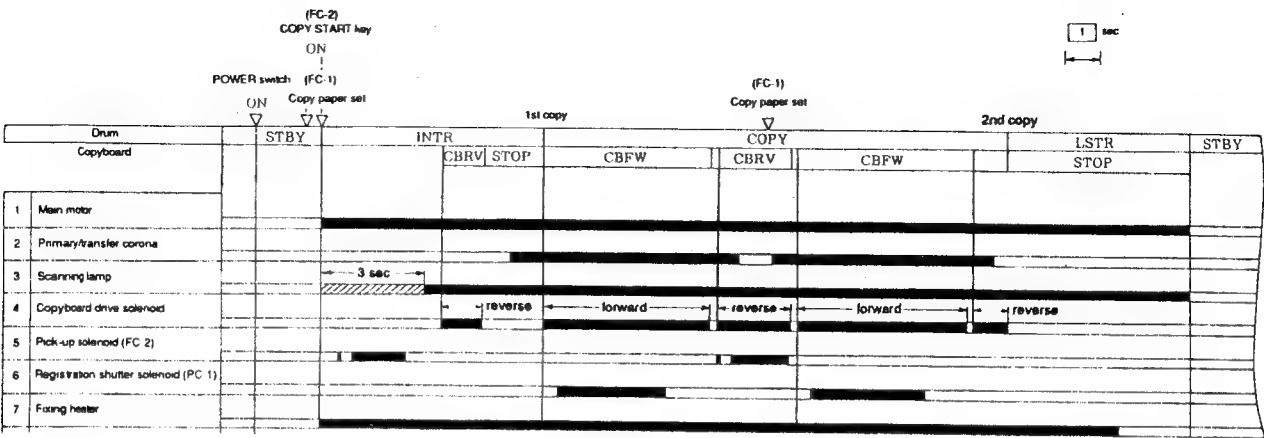 (FC-2)
COPY START key
ON
1 sec
POWER switch (FC-1)
ON Copy paper set
(FC-1)
Copy paper set
1st copy
2nd copy
Drum STBY INTR COPY LSTR STBY
Copyboard CBRV STOP CBFW CBRV CBFW STOP
1 Main motor
2 Primary/transfer corona
3 Scanning lamp 3 sec
4 Copyboard drive solenoid reverse forward reverse forward reverse
5 Pick-up solenoid (FC 2)
6 Registration shutter solenoid (PC 1)
7 Fixing heater